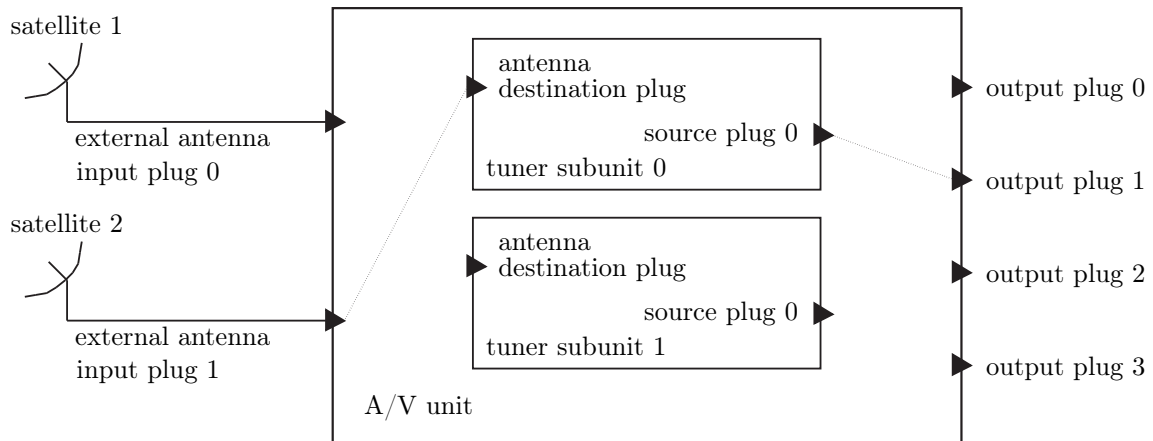 satellite 1
external antenna
input plug 0
satellite 2
external antenna
input plug 1
antenna
destination plug
source plug 0
tuner subunit 0
antenna
destination plug
source plug 0
tuner subunit 1
A/V unit
output plug 0
output plug 1
output plug 2
output plug 3